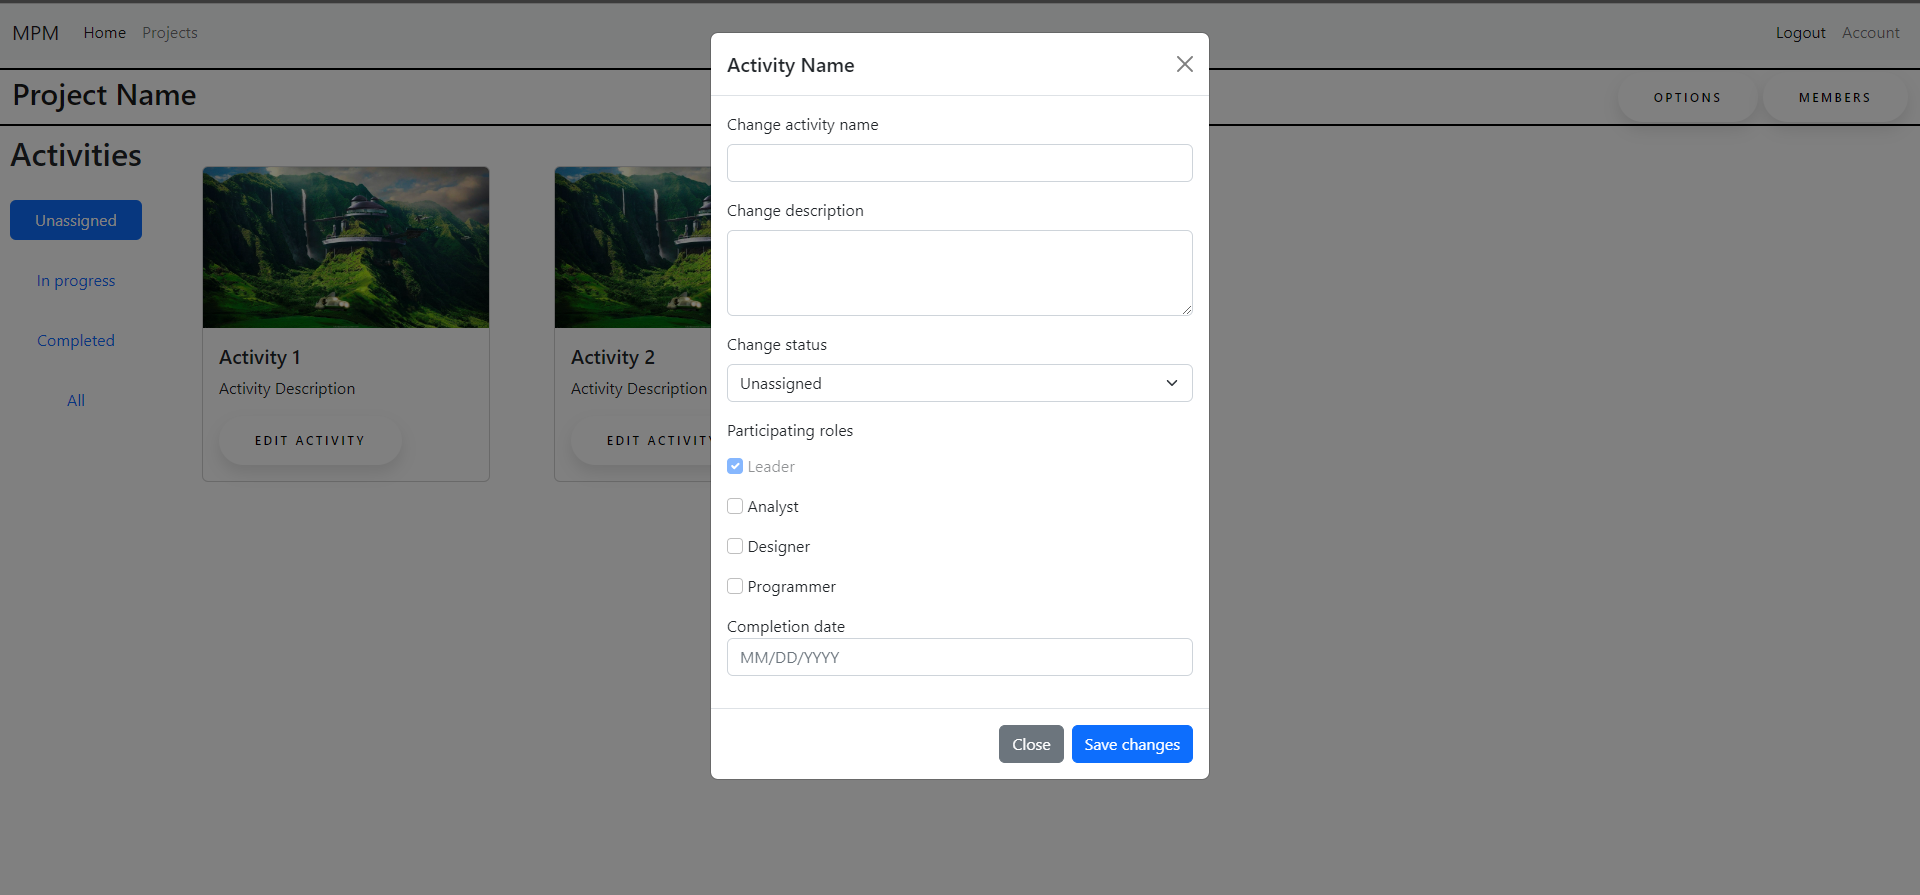 MPM Home Projects Logout Account
Project Name OPTIONS MEMBERS
Activities
Unassigned
In progress
Completed
All
Activity 1
Activity Description
EDIT ACTIVITY
Activity 2
Activity Description
EDIT ACTIVITY
Activity Name
Change activity name
Change description
Change status
Unassigned
Participating roles
Leader
Analyst
Designer
Programmer
Completion date
MM/DD/YYYY
Close Save changes